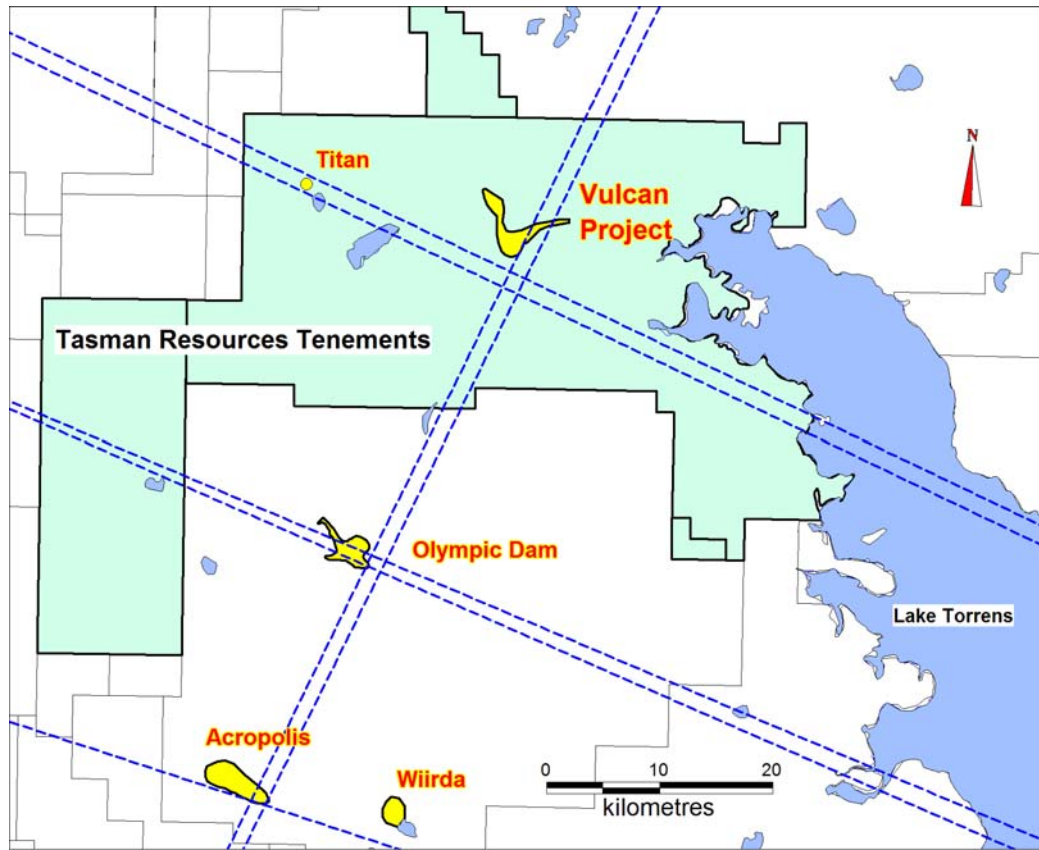 Titan
Vulcan
Project
N
Tasman Resources Tenements
Olympic Dam
Lake Torrens
Acropolis
Wiirda
0 10 20
kilometres